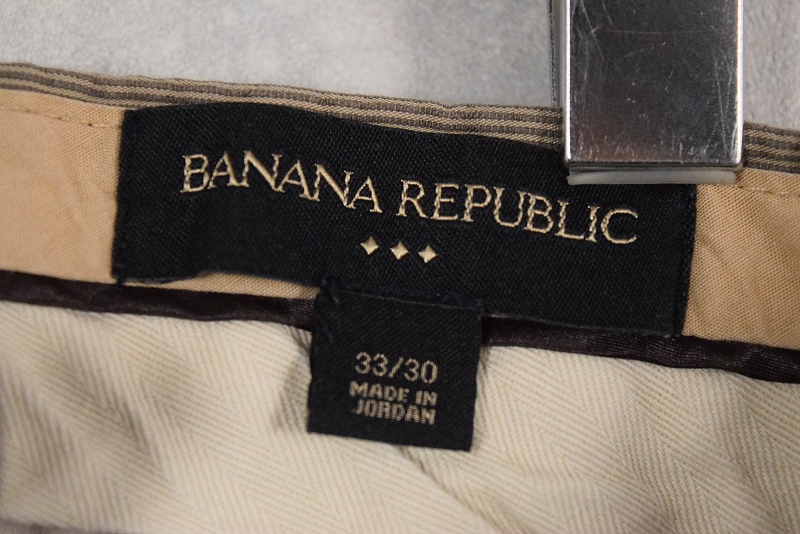 BANANA REPUBLIC
33/30
MADE IN
JORDAN